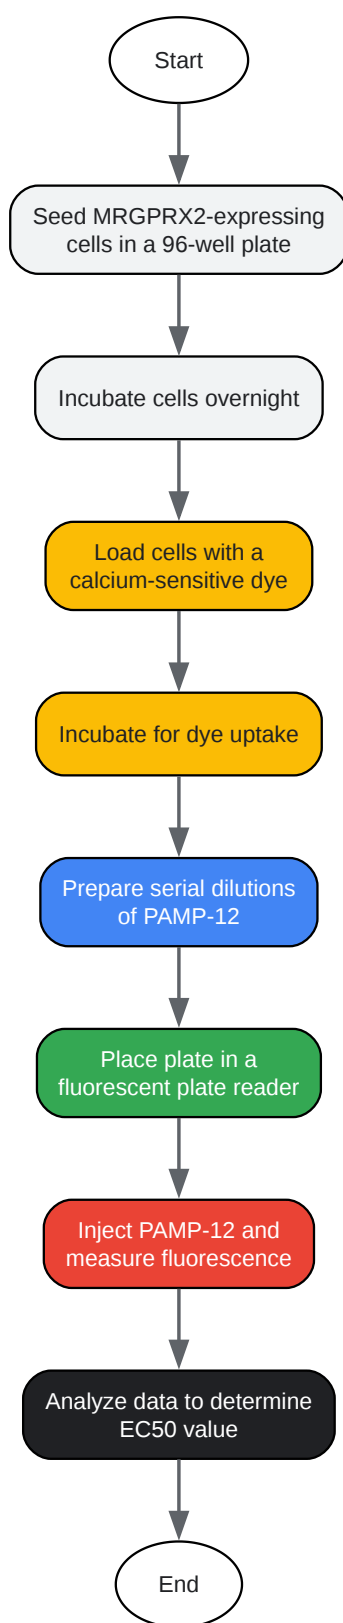 Start
Seed MRGPRX2-expressing
cells in a 96-well plate
Incubate cells overnight
Load cells with a
calcium-sensitive dye
Incubate for dye uptake
Prepare serial dilutions
of PAMP-12
Place plate in a
fluorescent plate reader
Inject PAMP-12 and
measure fluorescence
Analyze data to determine
EC50 value
End